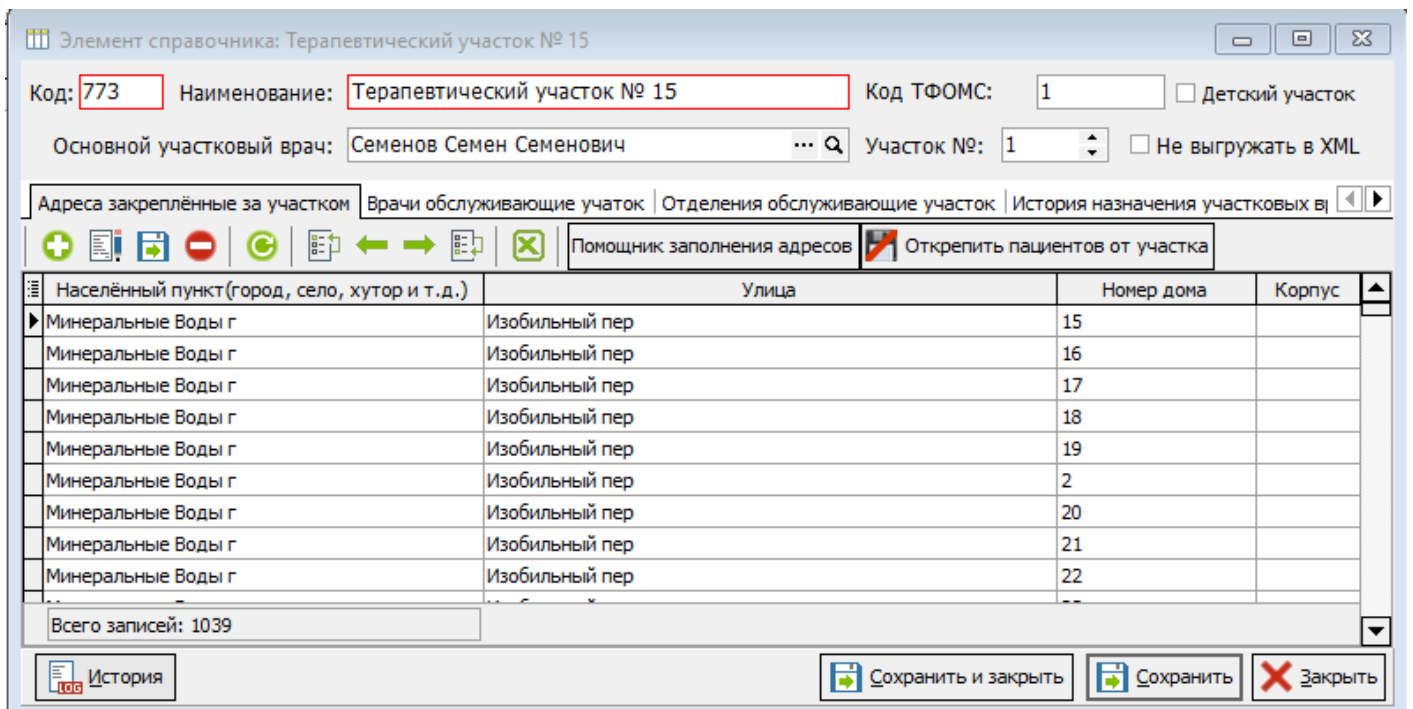 Элемент справочника: Терапевтический участок № 15
Код: 773 Наименование: Терапевтический участок № 15 Код ТФОМС: 1 Детский участок
Основной участковый врач: Семенов Семен Семенович ... Участок №: 1 Не выгружать в XML
Адреса закреплённые за участком Врачи обслуживающие учаток Отделения обслуживающие участок История назначения участковых
Помощник заполнения адресов Открепить пациентов от участка
Населённый пункт(город, село, хутор и т.д.) Улица Номер дома Корпус
Минеральные Воды г Изобильный пер 15
Минеральные Воды г Изобильный пер 16
Минеральные Воды г Изобильный пер 17
Минеральные Воды г Изобильный пер 18
Минеральные Воды г Изобильный пер 19
Минеральные Воды г Изобильный пер 2
Минеральные Воды г Изобильный пер 20
Минеральные Воды г Изобильный пер 21
Минеральные Воды г Изобильный пер 22
Всего записей: 1039
LOG История Сохранить и закрыть Сохранить Закрыть